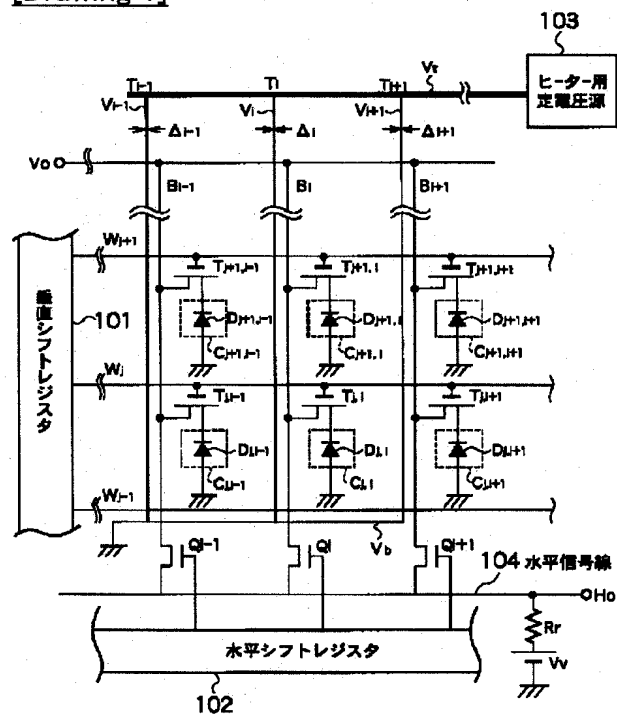 103
ヒーター用
定電圧源
Ti-1 Ti Ti+1 Vt
Vi-1 Vi Vi+1
Δi-1 Δi Δi+1
Vo
Bi-1 Bi Bi+1
Wj+1
Tj+1,i-1 Tj+1,i Tj+1,i+1
垂直シフトレジスタ
101
Dj+1,i-1 Dj+1,i Dj+1,i+1
Cj+1,i-1 Cj+1,i Cj+1,i+1
Wj
Tj,i-1 Tj,i Tj,i+1
Dj,i-1 Dj,i Dj,i+1
Cj,i-1 Cj,i Cj,i+1
Wj-1
Vb
Qi-1 Qi Qi+1
104 水平信号線
Ho
水平シフトレジスタ
Rr
Vv
102